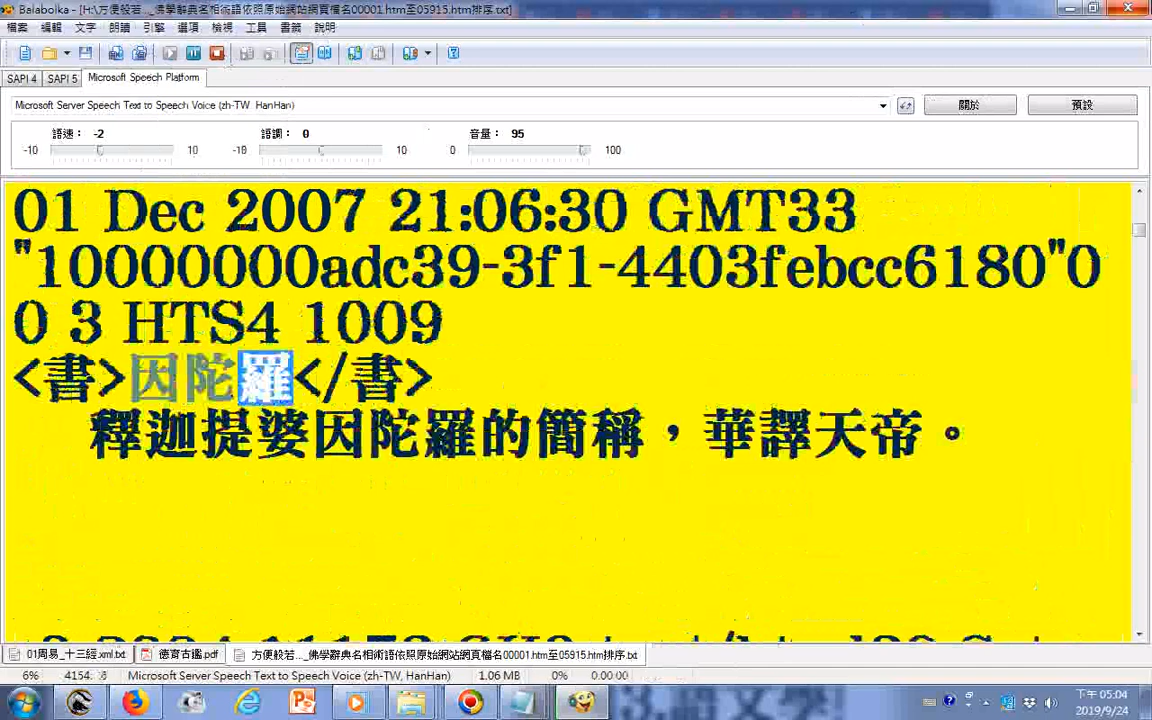 Balabolka - [H:\方便般若..._佛學辭典名相術語依照原始網站網頁檔名00001.htm至05915.htm排序.txt]
檔案 編輯 文字 朗讀 引擎 選項 檢視 工具 書籤 說明
SAPI 4 SAPI 5 Microsoft Speech Platform
Microsoft Server Speech Text to Speech Voice (zh-TW, HanHan) 關於 預設
語速： -2 語調： 0 音量： 95
-10 10 -10 10 0 100
01 Dec 2007 21:06:30 GMT33
"10000000adc39-3f1-4403febcc6180"0
0 3 HTS4 1009
<書>因陀羅</書>
釋迦提婆因陀羅的簡稱，華譯天帝。
01周易_十三經.xml.txt 德育古鑑.pdf 方便般若..._佛學辭典名相術語依照原始網站網頁檔名00001.htm至05915.htm排序.txt
6% Microsoft Server Speech Text to Speech Voice (zh-TW, HanHan) 1.06 MB 0% 0:00:00
下午 05:04
2019/9/24